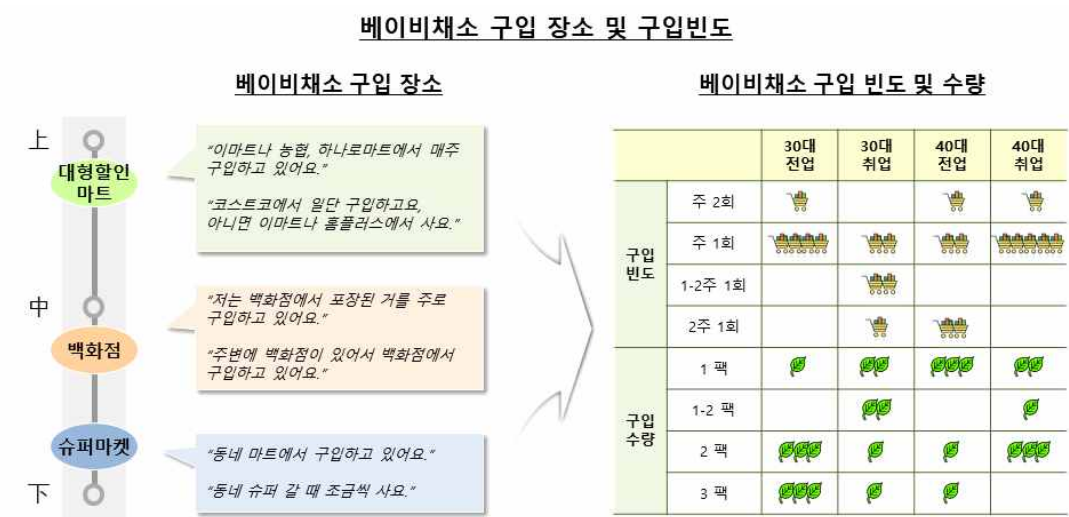 베이비채소 구입 장소 및 구입빈도
베이비채소 구입 장소
上
대형할인
마트
"이마트나 농협, 하나로마트에서 매주
구입하고 있어요."
"코스트코에서 일단 구입하고요,
아니면 이마트나 홈플러스에서 사요."
中
백화점
"저는 백화점에서 포장된 거를 주로
구입하고 있어요."
"주변에 백화점이 있어서 백화점에서
구입하고 있어요."
슈퍼마켓
"동네 마트에서 구입하고 있어요."
"동네 슈퍼 갈 때 조금씩 사요."
下
베이비채소 구입 빈도 및 수량
30대 전업 30대 취업 40대 전업 40대 취업
구입
빈도
주 2회
주 1회
1-2주 1회
2주 1회
구입
수량
1 팩
1-2 팩
2 팩
3 팩